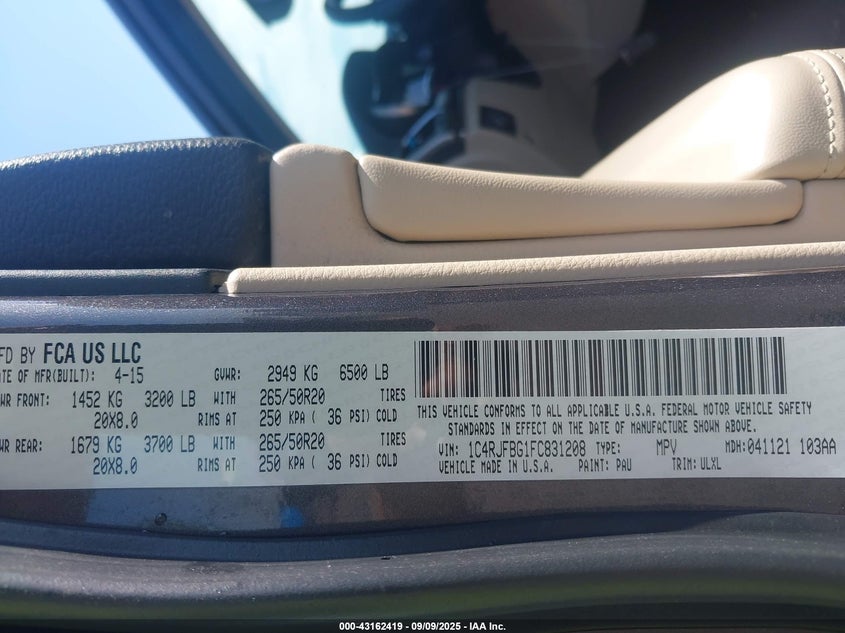 FD BY FCA US LLC
ATE OF MFR(BUILT): 4-15 GVWR: 2949 KG 6500 LB
WR FRONT: 1452 KG 3200 LB WITH 265/50R20 TIRES
20X8.0 RIMS AT 250 KPA ( 36 PSI) COLD
WR REAR: 1679 KG 3700 LB WITH 265/50R20 TIRES
20X8.0 RIMS AT 250 KPA ( 36 PSI) COLD
THIS VEHICLE CONFORMS TO ALL APPLICABLE U.S.A. FEDERAL MOTOR VEHICLE SAFETY
STANDARDS IN EFFECT ON THE DATE OF MANUFACTURE SHOWN ABOVE.
VIN: 1C4RJFBG1FC831208 TYPE: MPV MDH: 041121 103AA
VEHICLE MADE IN U.S.A. PAINT: PAU TRIM: ULXL
000-43162419 - 09/09/2025 - IAA Inc.